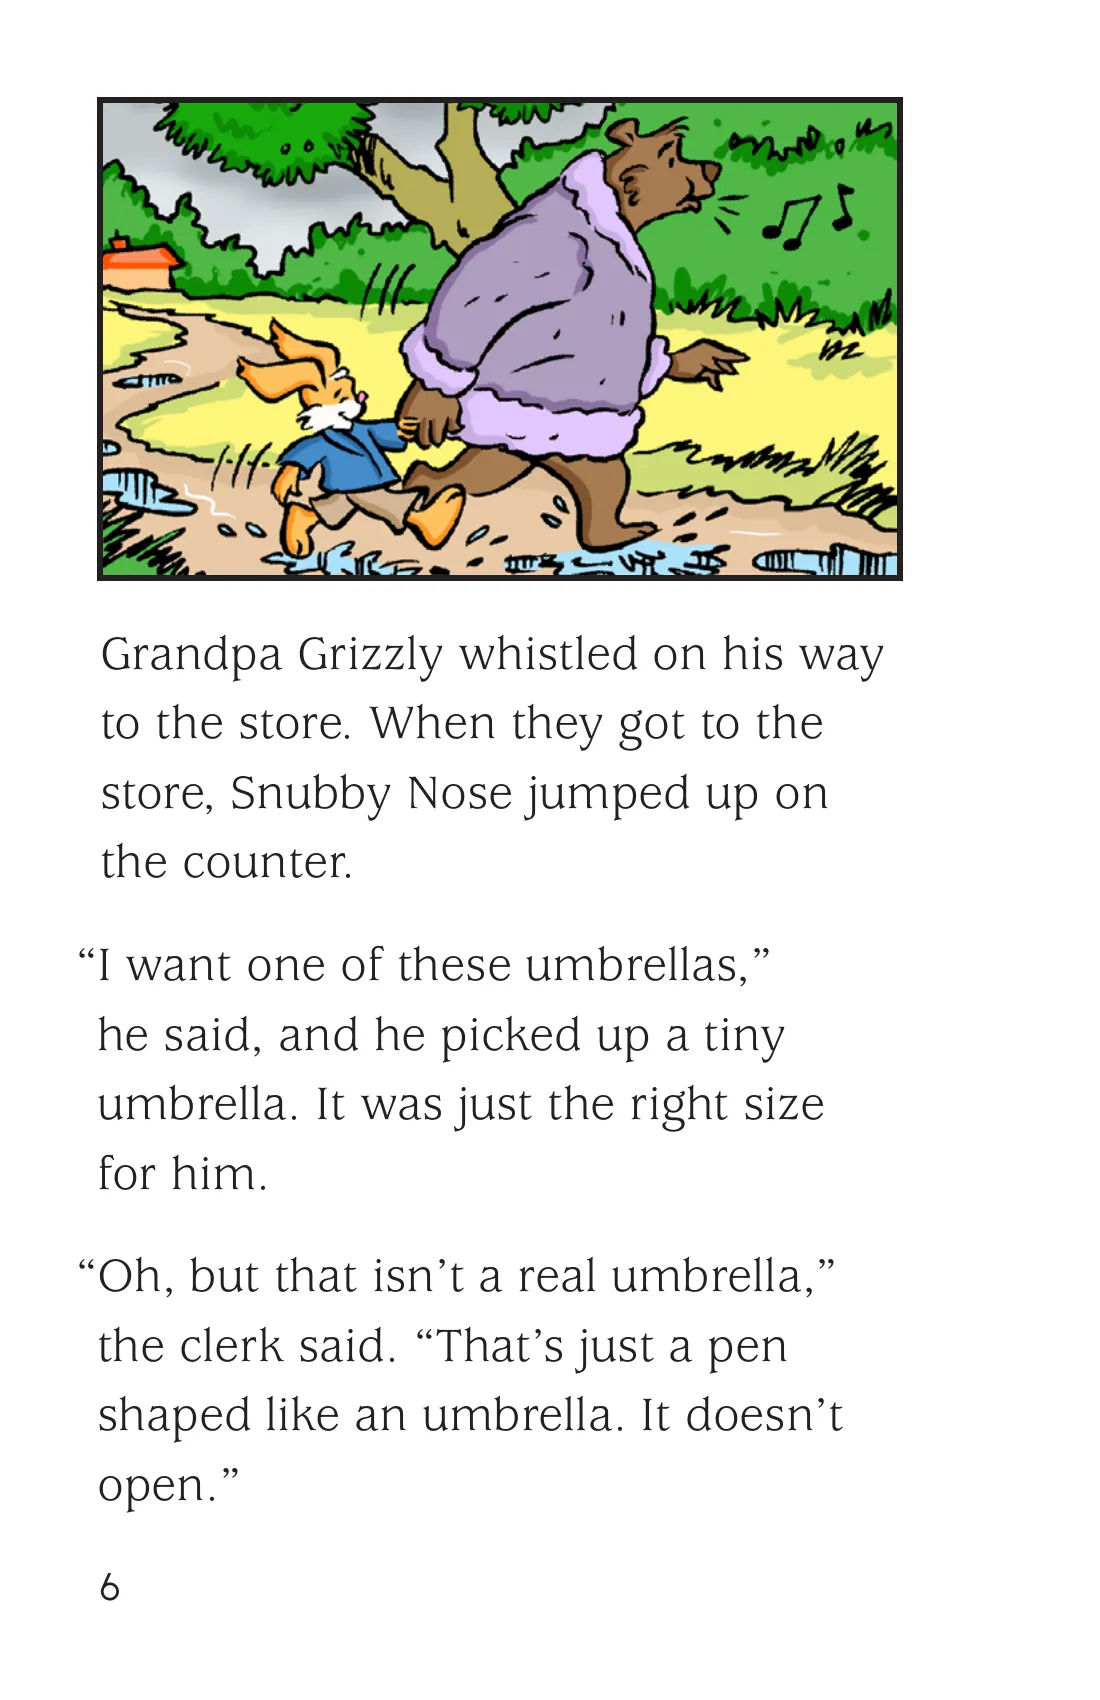 Grandpa Grizzly whistled on his way
to the store. When they got to the
store, Snubby Nose jumped up on
the counter.
“I want one of these umbrellas,”
he said, and he picked up a tiny
umbrella. It was just the right size
for him.
“Oh, but that isn’t a real umbrella,”
the clerk said. “That’s just a pen
shaped like an umbrella. It doesn’t
open.”
6